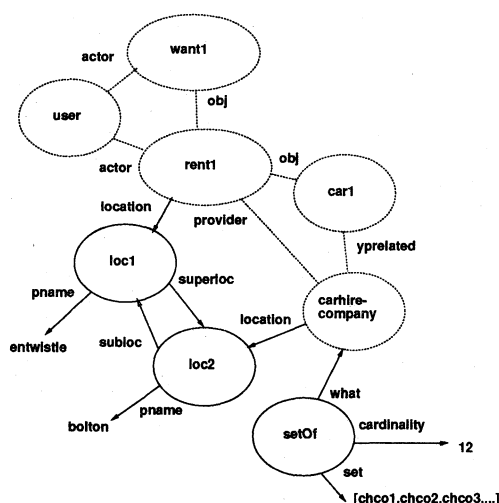 want1
actor
obj
user
rent1
obj
actor
car1
location
provider
yprelated
loc1
superloc
pname
carhire-
company
location
entwistle
subloc
loc2
pname
what
bolton
setOf
cardinality
12
set
[chco1.chco2.chco3....]